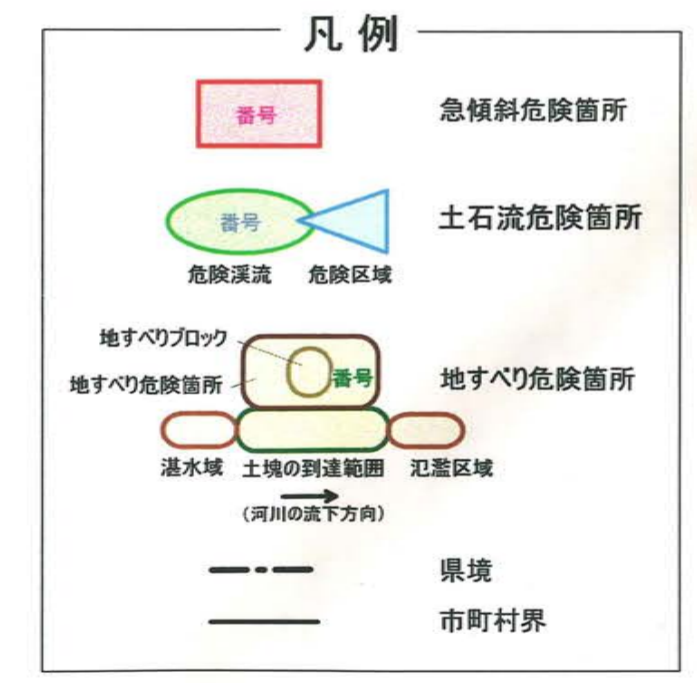 凡例
番号
急傾斜危険箇所
番号
土石流危険箇所
危険渓流
危険区域
地すべりブロック
地すべり危険箇所
番号
地すべり危険箇所
湛水域
土塊の到達範囲
氾濫区域
(河川の流下方向)
県境
市町村界